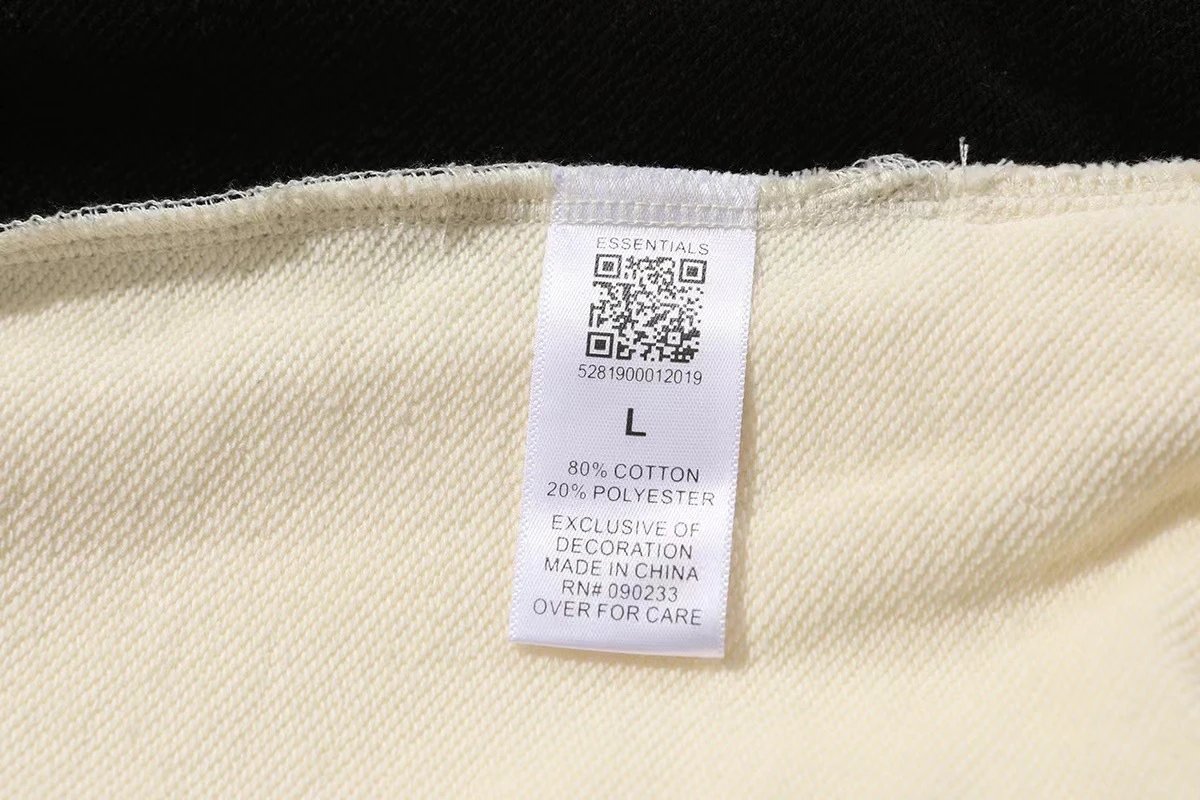 ESSENTIALS
5281900012019
L
80% COTTON
20% POLYESTER
EXCLUSIVE OF
DECORATION
MADE IN CHINA
RN# 090233
OVER FOR CARE